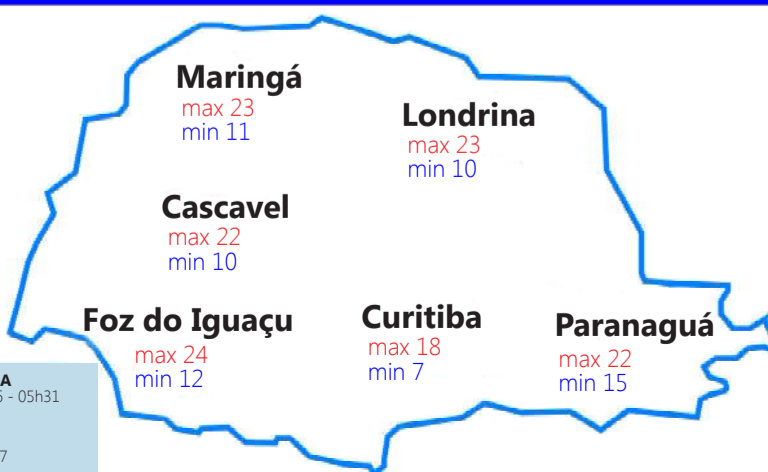 Maringá
max 23
min 11
Londrina
max 23
min 10
Cascavel
max 22
min 10
Foz do Iguaçu
max 24
min 12
Curitiba
max 18
min 7
Paranaguá
max 22
min 15
A
- 05h31
7